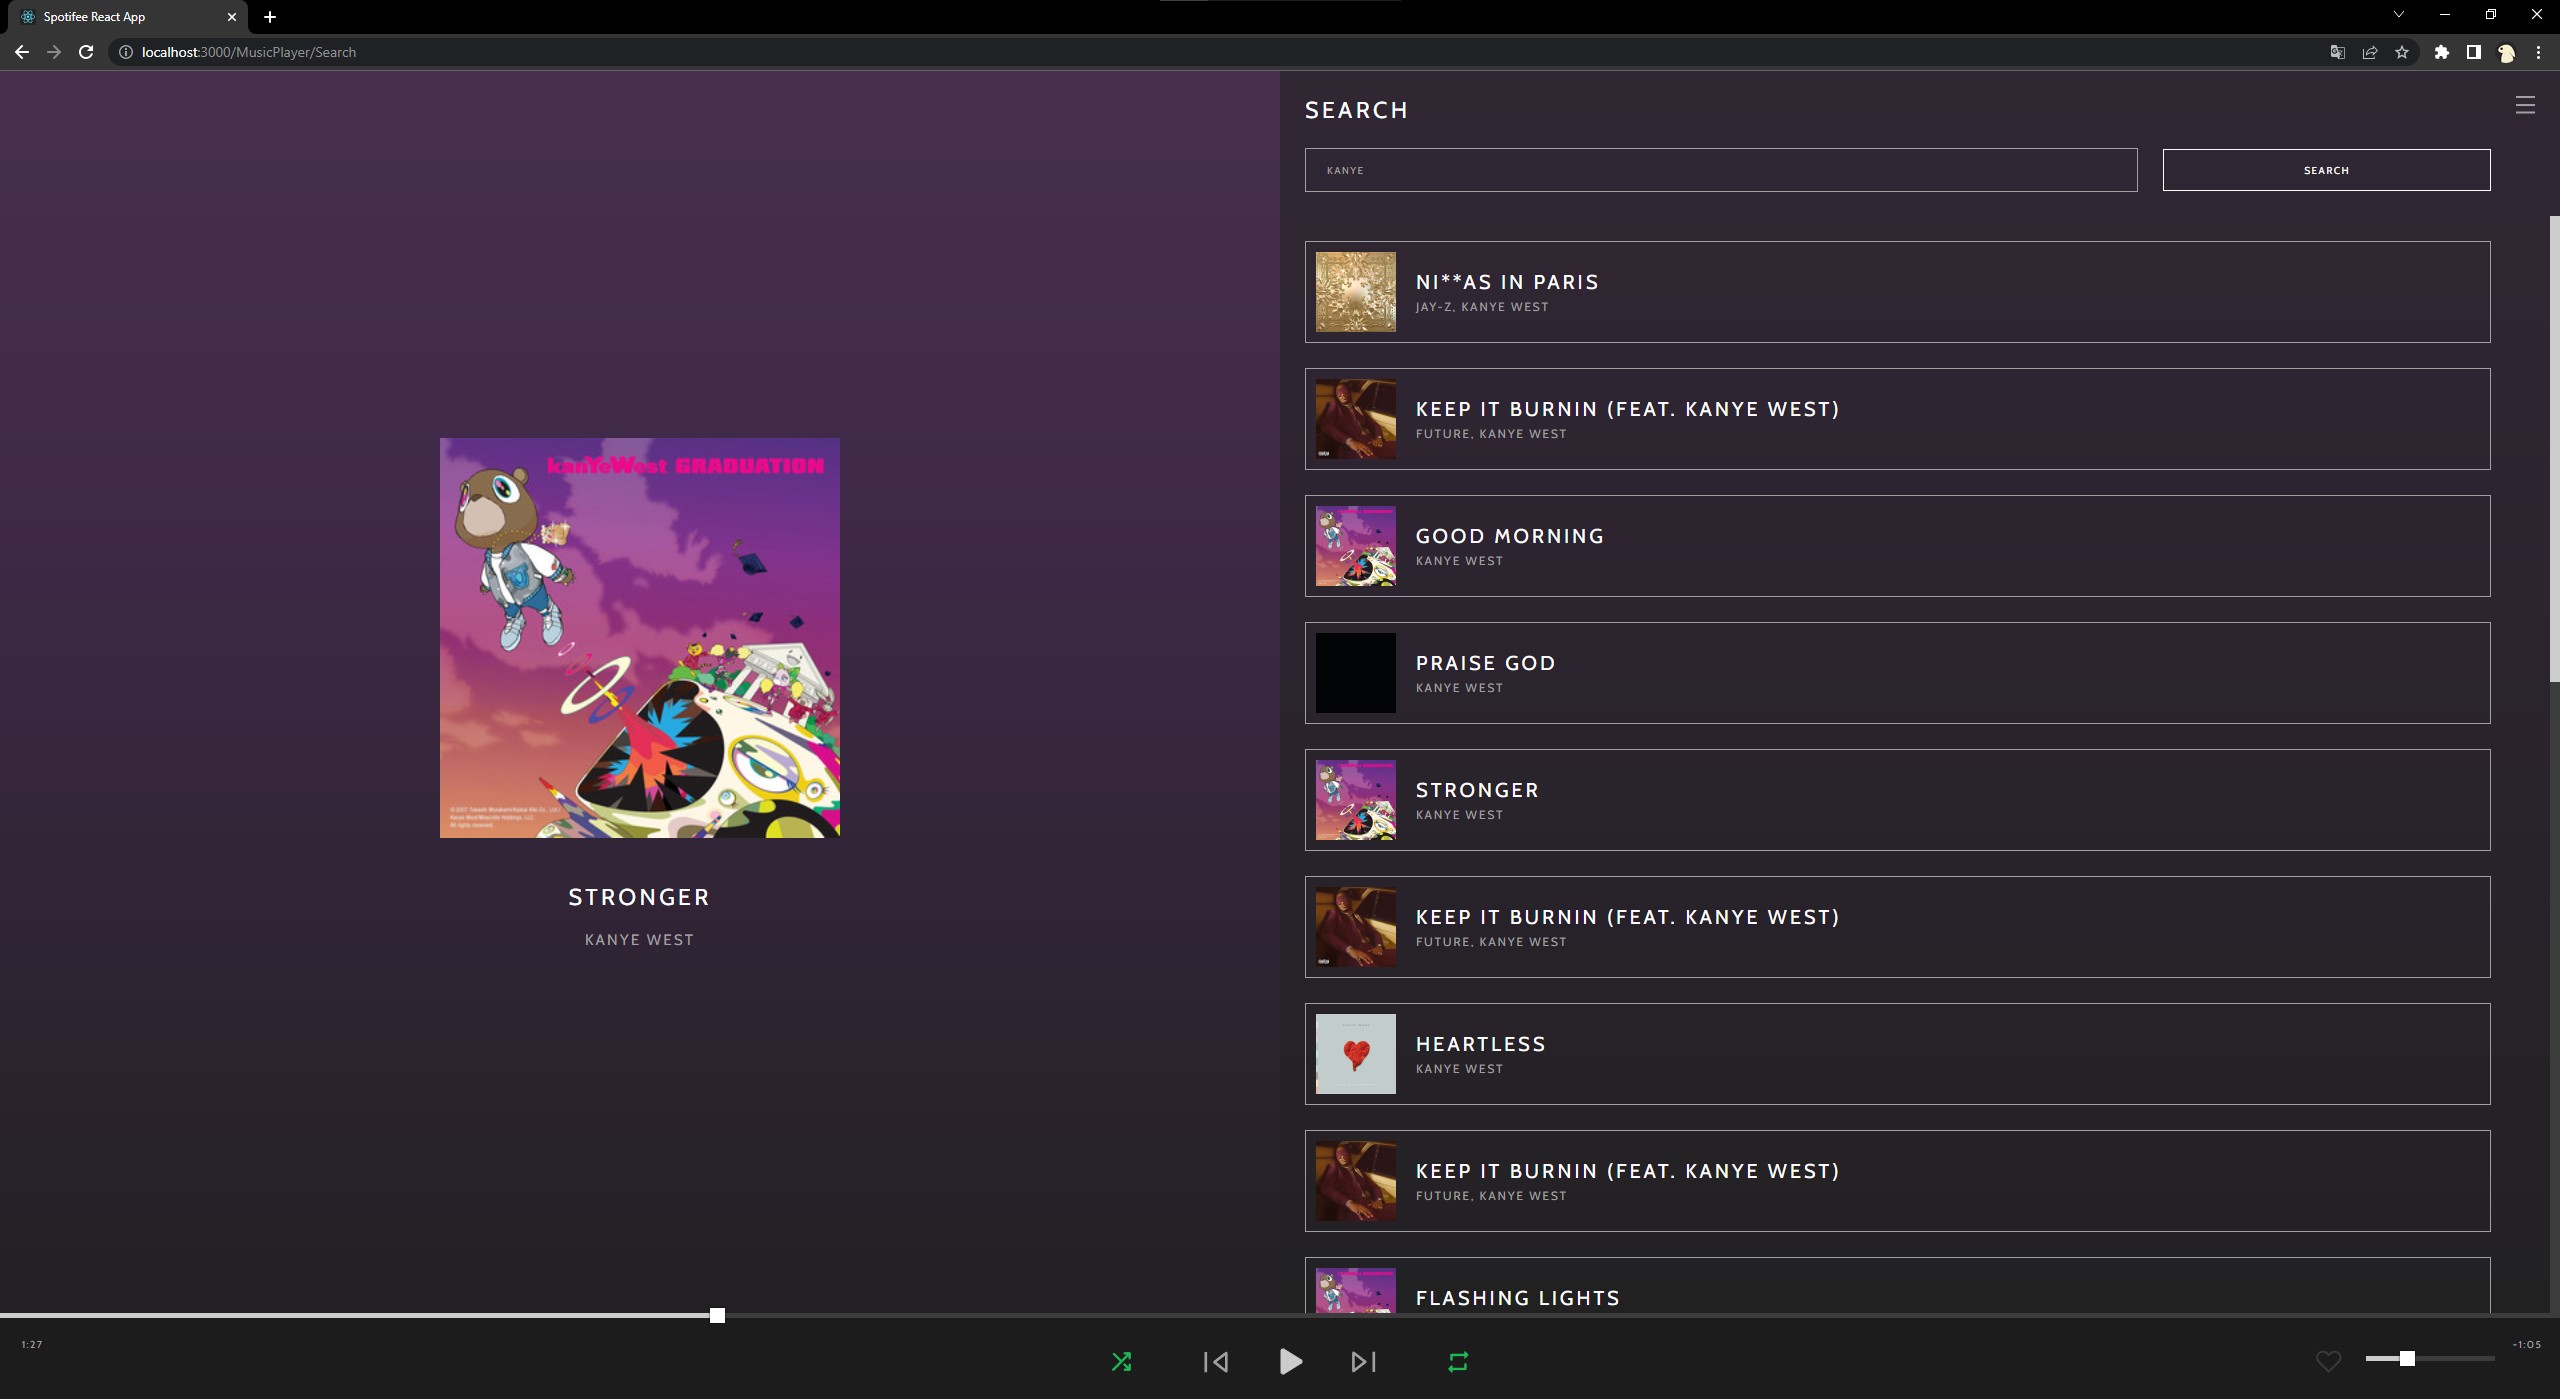 Spotifee React App
localhost:3000/MusicPlayer/Search
kanYeWest GRADUATION
STRONGER
KANYE WEST
SEARCH
KANYE
SEARCH
NI**AS IN PARIS
JAY-Z, KANYE WEST
KEEP IT BURNIN (FEAT. KANYE WEST)
FUTURE, KANYE WEST
GOOD MORNING
KANYE WEST
PRAISE GOD
KANYE WEST
STRONGER
KANYE WEST
KEEP IT BURNIN (FEAT. KANYE WEST)
FUTURE, KANYE WEST
HEARTLESS
KANYE WEST
KEEP IT BURNIN (FEAT. KANYE WEST)
FUTURE, KANYE WEST
FLASHING LIGHTS
1:27
-1:05